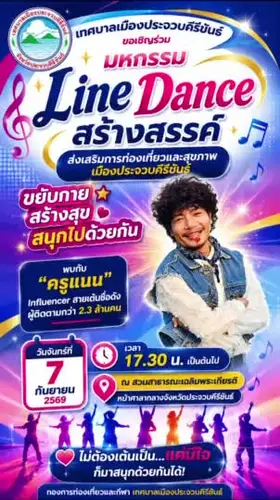 เทศบาลเมืองประจวบคีรีขันธ์
ขอเชิญร่วม
มหกรรม
Line Dance
สร้างสรรค์
ส่งเสริมการท่องเที่ยวและสุขภาพ
เมืองประจวบคีรีขันธ์
ขยับกาย
สร้างสุข
สนุกไปด้วยกัน
พบกับ
"ครูแนน"
Influencer สายเต้นชื่อดัง
ผู้ติดตามกว่า 2.3 ล้านคน
วันจันทร์ที่
7
กันยายน
2569
เวลา
17.30 น. เป็นต้นไป
ณ สวนสาธารณะเฉลิมพระเกียรติ
หน้าศาลากลางจังหวัดประจวบคีรีขันธ์
ไม่ต้องเต้นเป็น...แค่มีใจ
ก็มาสนุกด้วยกันได้!
กองการท่องเที่ยวและกีฬา เทศบาลเมืองประจวบคีรีขันธ์